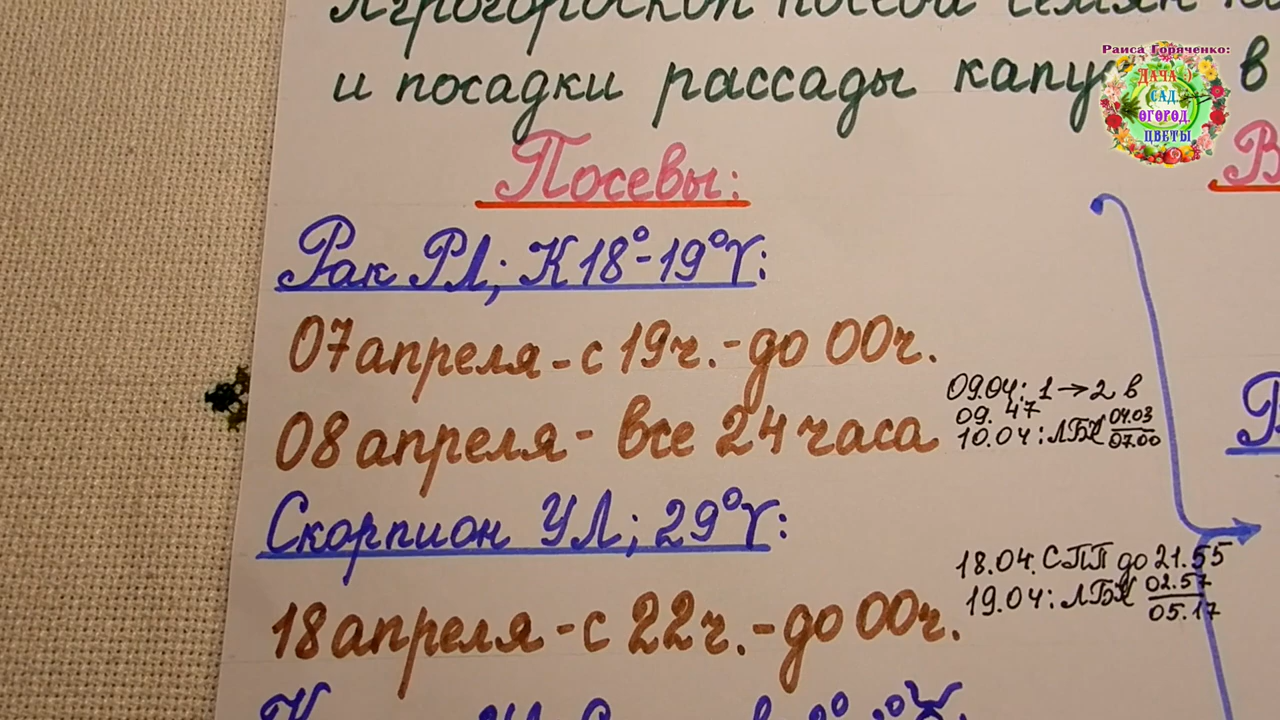 Агрогороскоп посева семян
и посадки рассады капу в
Раиса Горяченко:
ДАЧА
САД.
ОГОРОД.
ЦВЕТЫ
Посевы:
В
Рак РЛ; К 18°-19°♈:
07 апреля - с 19ч. - до 00ч.
08 апреля - все 24 часа
09.04: 1 → 2 в
09. 47
10.04: ЛБК 04.03
07.00
Скорпион УЛ; 29°♈:
18.04. СПП до 21.55
19.04: ЛБК 02.57
05.17
18 апреля - с 22ч. - до 00ч.